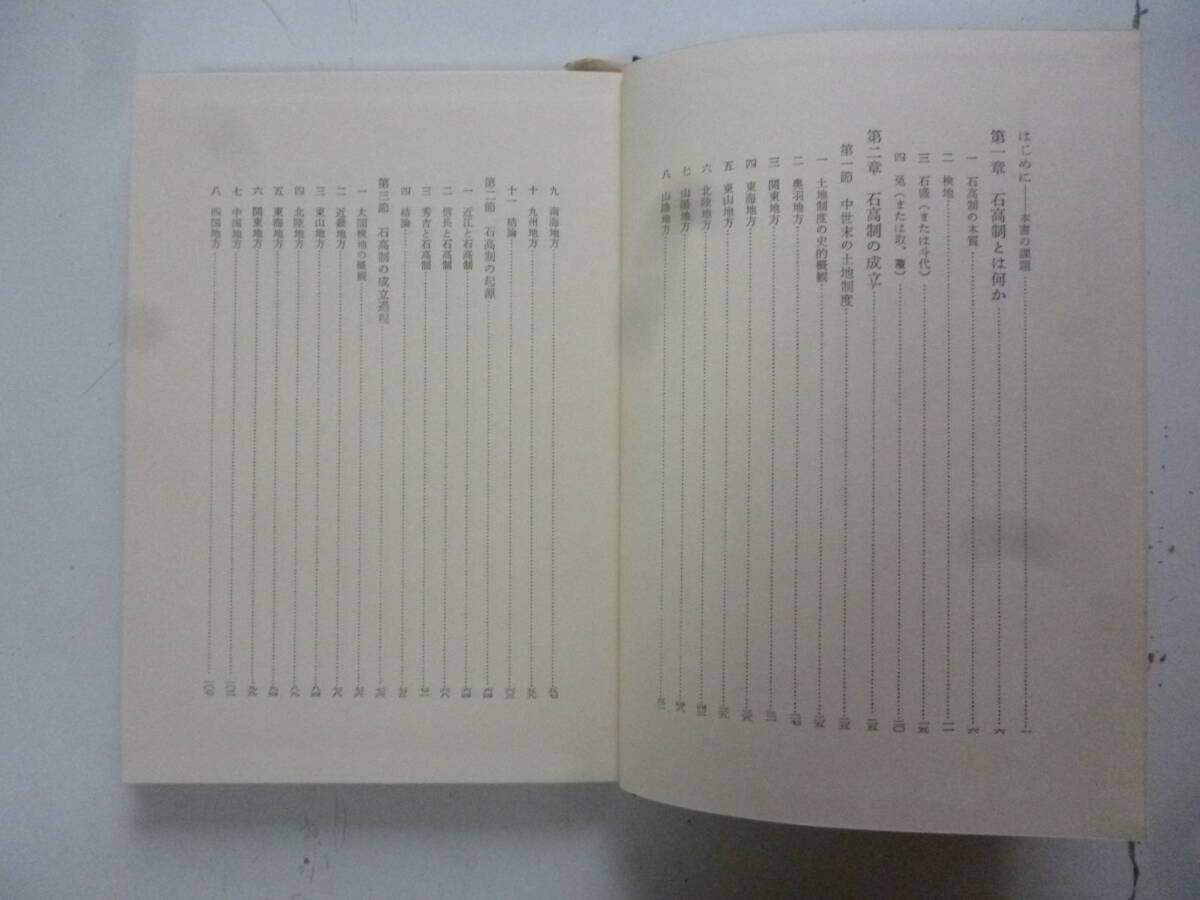 はじめに――本書の課題……一
第一章 石高制とは何か……六
一 石高制の本質……六
二 検地……一一
三 石盛（または斗代）……一五
四 免（または取、蓋）……二〇
第二章 石高制の成立……
第一節 中世末の土地制度……
一 土地制度の史的概観……
二 奥羽地方……
三 関東地方……
四 東海地方……
五 東山地方……
六 北陸地方……
七 山陽地方……
八 山陰地方……
九 南海地方……
十 九州地方……
十一 結論……
第二節 石高制の起源……
一 近江と石高制……
二 信長と石高制……
三 秀吉と石高制……
四 結論……
第三節 石高制の成立過程……
一 太閤検地の概観……
二 近畿地方……
三 東山地方……
四 北陸地方……
五 東海地方……
六 関東地方……
七 中国地方……
八 四国地方……